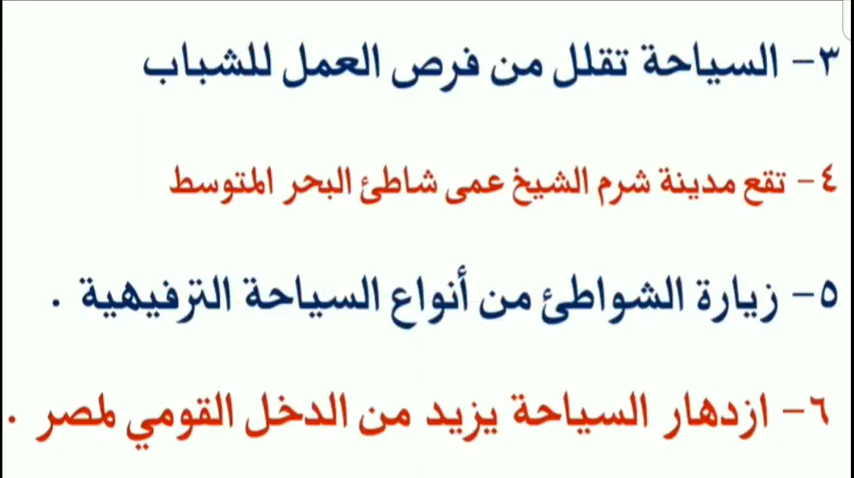 ٣- السياحة تقلل من فرص العمل للشباب
٤- تقع مدينة شرم الشيخ عمى شاطئ البحر المتوسط
٥- زيارة الشواطئ من أنواع السياحة الترفيهية .
٦- ازدهار السياحة يزيد من الدخل القومي لمصر .